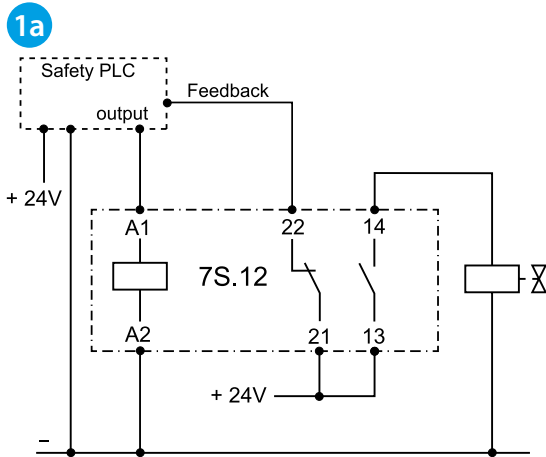 1a
Safety PLC
Feedback
output
+ 24V
A1
22
14
7S.12
A2
21
13
+ 24V
–